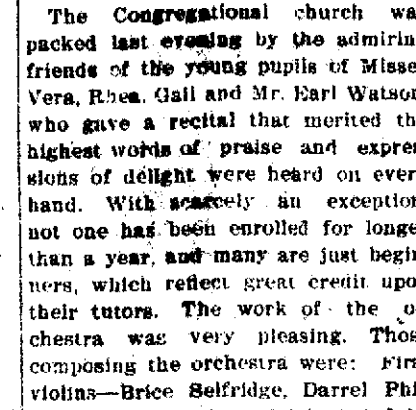 The Congregational church wa
packed last evening by the admirin
friends of the young pupils of Misse
Vera, Rhea, Gail and Mr. Earl Watson
who gave a recital that merited th
highest words of praise and expres
sions of delight were heard on ever
hand. With scarcely an exception
not one has been enrolled for longe
than a year, and many are just begin
ners, which reflect great credit upo
their tutors. The work of the o
chestra was very pleasing. Thos
composing the orchestra were: Firs
violins—Brice Selfridge, Darrel Phi